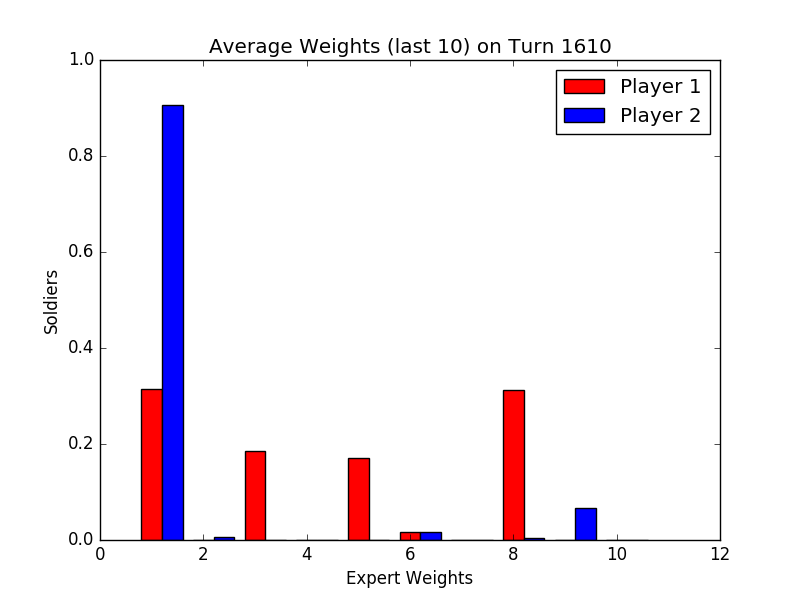 Average Weights (last 10) on Turn 1610
1.0
0.8
0.6
0.4
0.2
0.0
Soldiers
Player 1
Player 2
0 2 4 6 8 10 12
Expert Weights